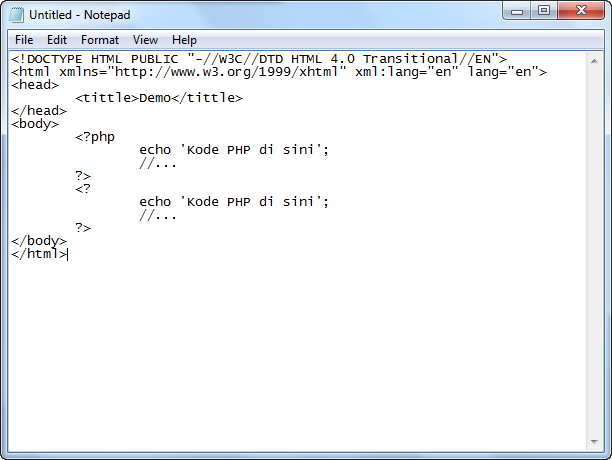 Untitled - Notepad
File Edit Format View Help
<!DOCTYPE HTML PUBLIC "-//W3C//DTD HTML 4.0 Transitional//EN">
<html xmlns="http://www.w3.org/1999/xhtml" xml:lang="en" lang="en">
<head>
<tittle>Demo</tittle>
</head>
<body>
<?php
echo 'Kode PHP di sini';
//...
?>
<?
echo 'Kode PHP di sini';
//...
?>
</body>
</html>